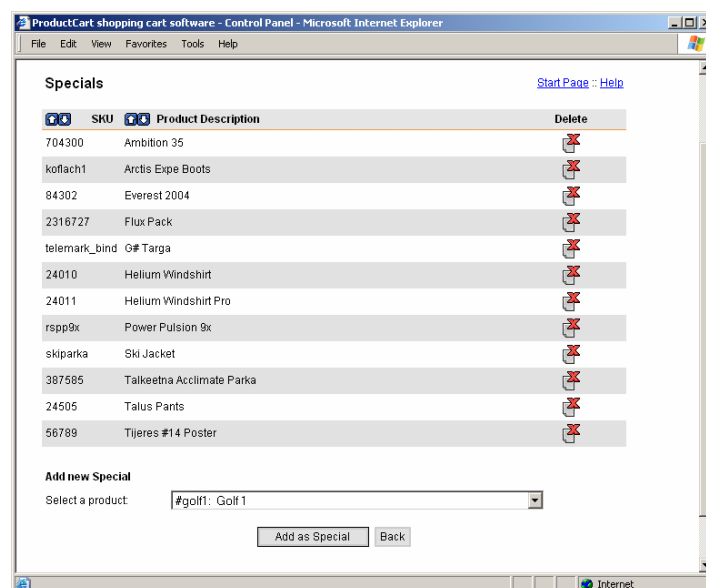 ProductCart shopping cart software - Control Panel - Microsoft Internet Explorer
File Edit View Favorites Tools Help
Specials
Start Page :: Help
SKU Product Description Delete
704300 Ambition 35
koflach1 Arctis Expe Boots
84302 Everest 2004
2316727 Flux Pack
telemark_bind G# Targa
24010 Helium Windshirt
24011 Helium Windshirt Pro
rspp9x Power Pulsion 9x
skiparka Ski Jacket
387585 Talkeetna Acclimate Parka
24505 Talus Pants
56789 Tijeres #14 Poster
Add new Special
Select a product: #golf1: Golf 1
Add as Special Back
Internet